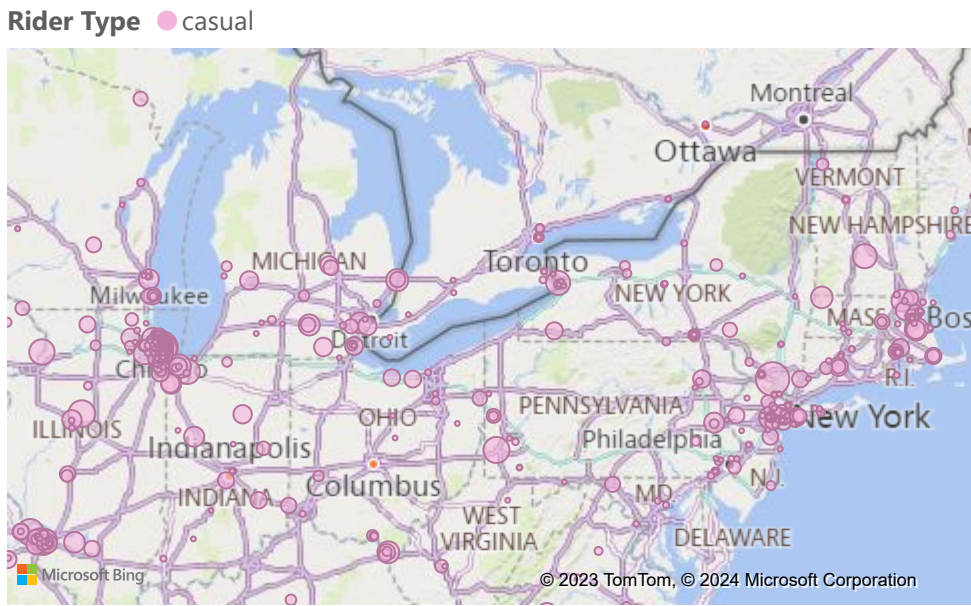 Rider Type casual
Montreal
Ottawa
VERMONT
NEW HAMPSHIRE
MICHIGAN
Toronto
Milwaukee
NEW YORK
MASS
Bos
Detroit
Chicago
R.I.
OHIO
PENNSYLVANIA
New York
ILLINOIS
Indianapolis
Philadelphia
Columbus
INDIANA
MD
N.J.
WEST
VIRGINIA
DELAWARE
Microsoft Bing
© 2023 TomTom, © 2024 Microsoft Corporation